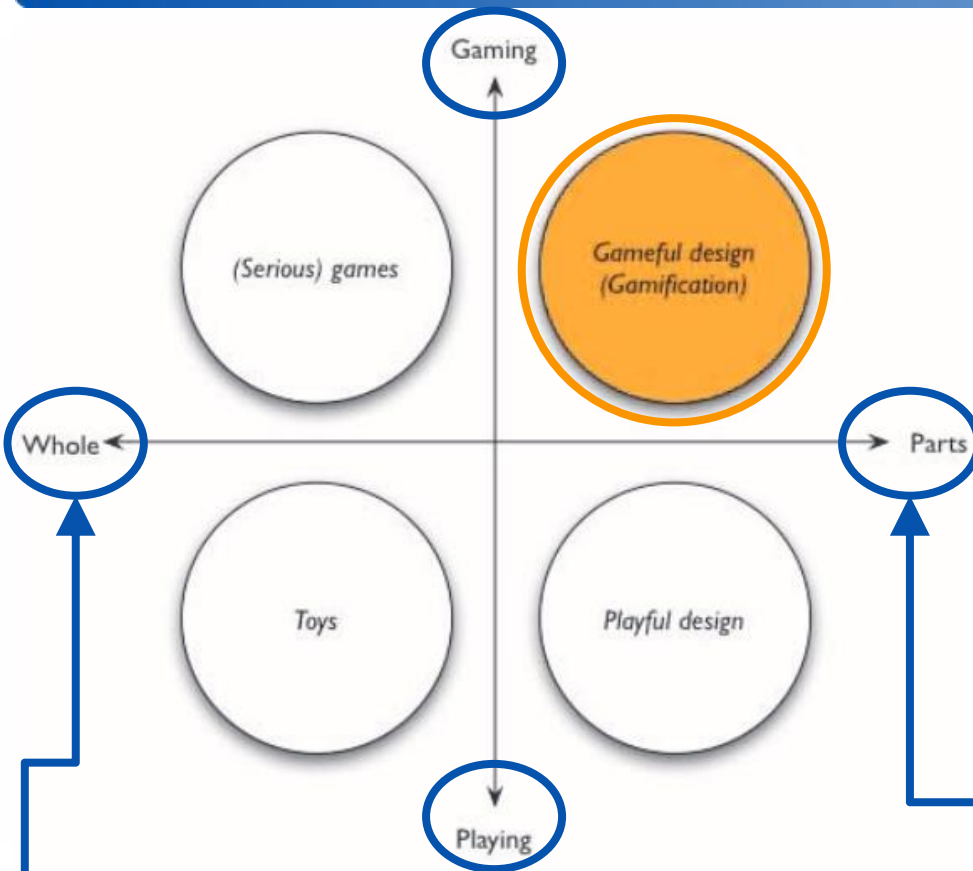 Gaming
(Serious) games
Gameful design
(Gamification)
Whole
Parts
Toys
Playful design
Playing